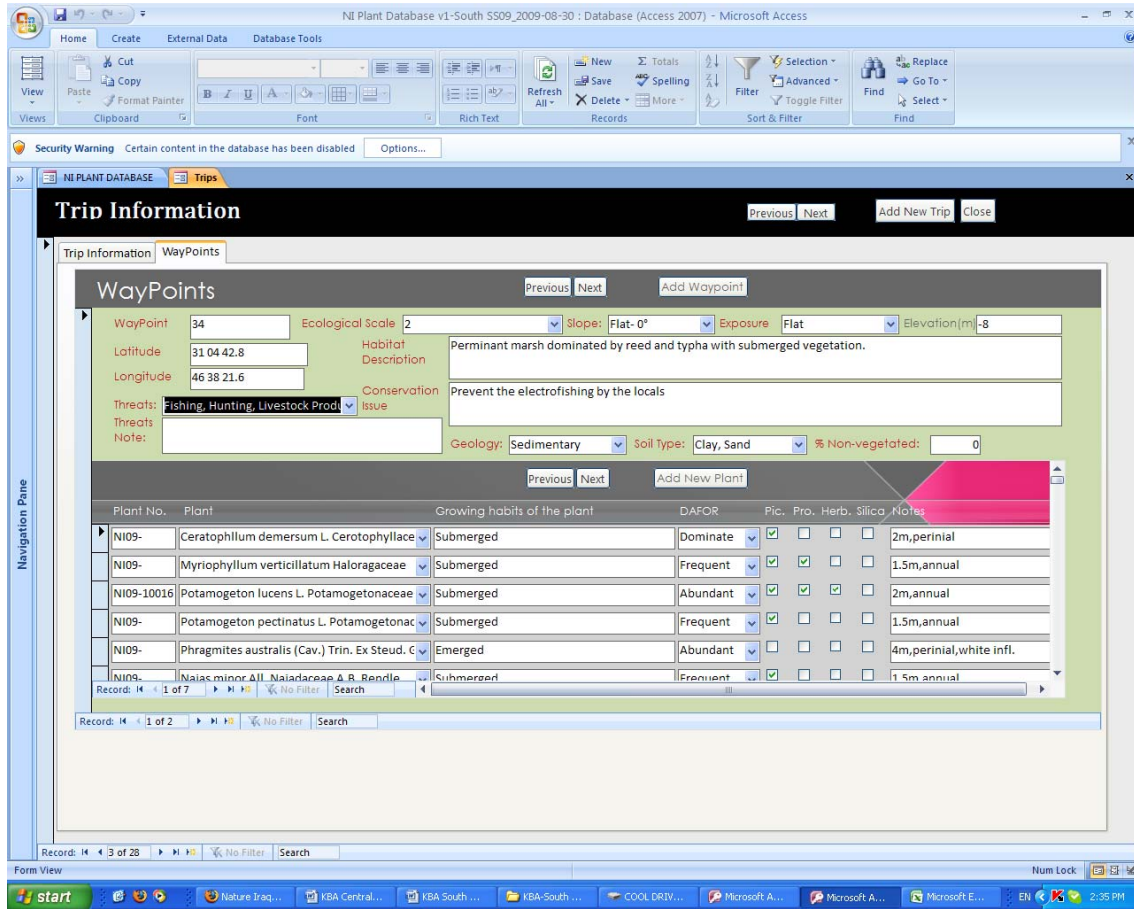 NI Plant Database v1-South SS09_2009-08-30 : Database (Access 2007) - Microsoft Access
Home Create External Data Database Tools
View
Views
Paste
Cut
Copy
Format Painter
Clipboard
B I U A
Font
Rich Text
Refresh All
New
Save
Delete
Totals
Spelling
More
Records
Filter
Selection
Advanced
Toggle Filter
Sort & Filter
Find
Replace
Go To
Select
Find
Security Warning Certain content in the database has been disabled Options...
NI PLANT DATABASE Trips
Trip Information Previous Next Add New Trip Close
Trip Information WayPoints
WayPoints Previous Next Add Waypoint
WayPoint 34 Ecological Scale 2 Slope: Flat- 0° Exposure Flat Elevation(m) -8
Latitude 31 04 42.8 Habitat Description Perminant marsh dominated by reed and typha with submerged vegetation.
Longitude 46 38 21.6
Conservation Issue Prevent the electrofishing by the locals
Threats: Fishing, Hunting, Livestock Produ
Threats Note:
Geology: Sedimentary Soil Type: Clay, Sand % Non-vegetated: 0
Previous Next Add New Plant
Plant No. Plant Growing habits of the plant DAFOR Pic. Pro. Herb. Silica Notes
NI09- Ceratophllum demersum L. Cerotophyllace Submerged Dominate 2m,perinial
NI09- Myriophyllum verticillatum Haloragaceae Submerged Frequent 1.5m,annual
NI09-10016 Potamogeton lucens L. Potamogetonaceae Submerged Abundant 2m,annual
NI09- Potamogeton pectinatus L. Potamogetonac Submerged Frequent 1.5m,annual
NI09- Phragmites australis (Cav.) Trin. Ex Steud. G Emerged Abundant 4m,perinial,white infl.
NI09- Najas minor All. Najadaceae A.B. Rendle Submerged Frequent 1.5m annual
Record: 1 of 7 No Filter Search
Record: 1 of 2 No Filter Search
Navigation Pane
Record: 3 of 28 No Filter Search
Form View Num Lock
start Nature Iraq... KBA Central... KBA South ... KBA-South ... COOL DRIV... Microsoft A... Microsoft A... Microsoft E... EN 2:35 PM